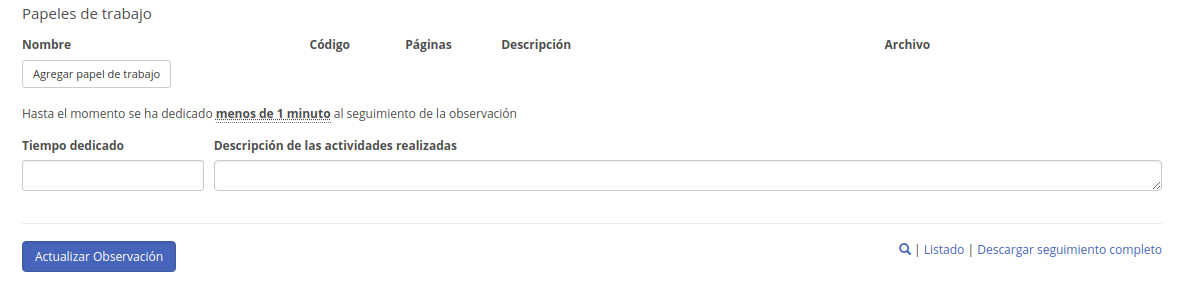 Papeles de trabajo
Nombre Código Páginas Descripción Archivo
Agregar papel de trabajo
Hasta el momento se ha dedicado menos de 1 minuto al seguimiento de la observación
Tiempo dedicado Descripción de las actividades realizadas
Actualizar Observación | Listado | Descargar seguimiento completo